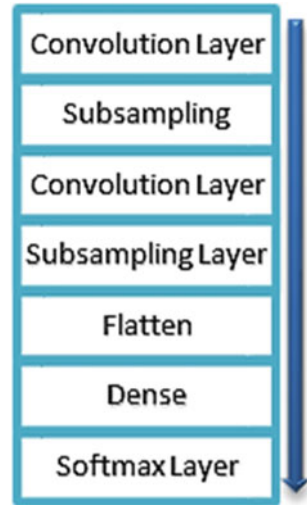 Convolution Layer
Subsampling
Convolution Layer
Subsampling Layer
Flatten
Dense
Softmax Layer